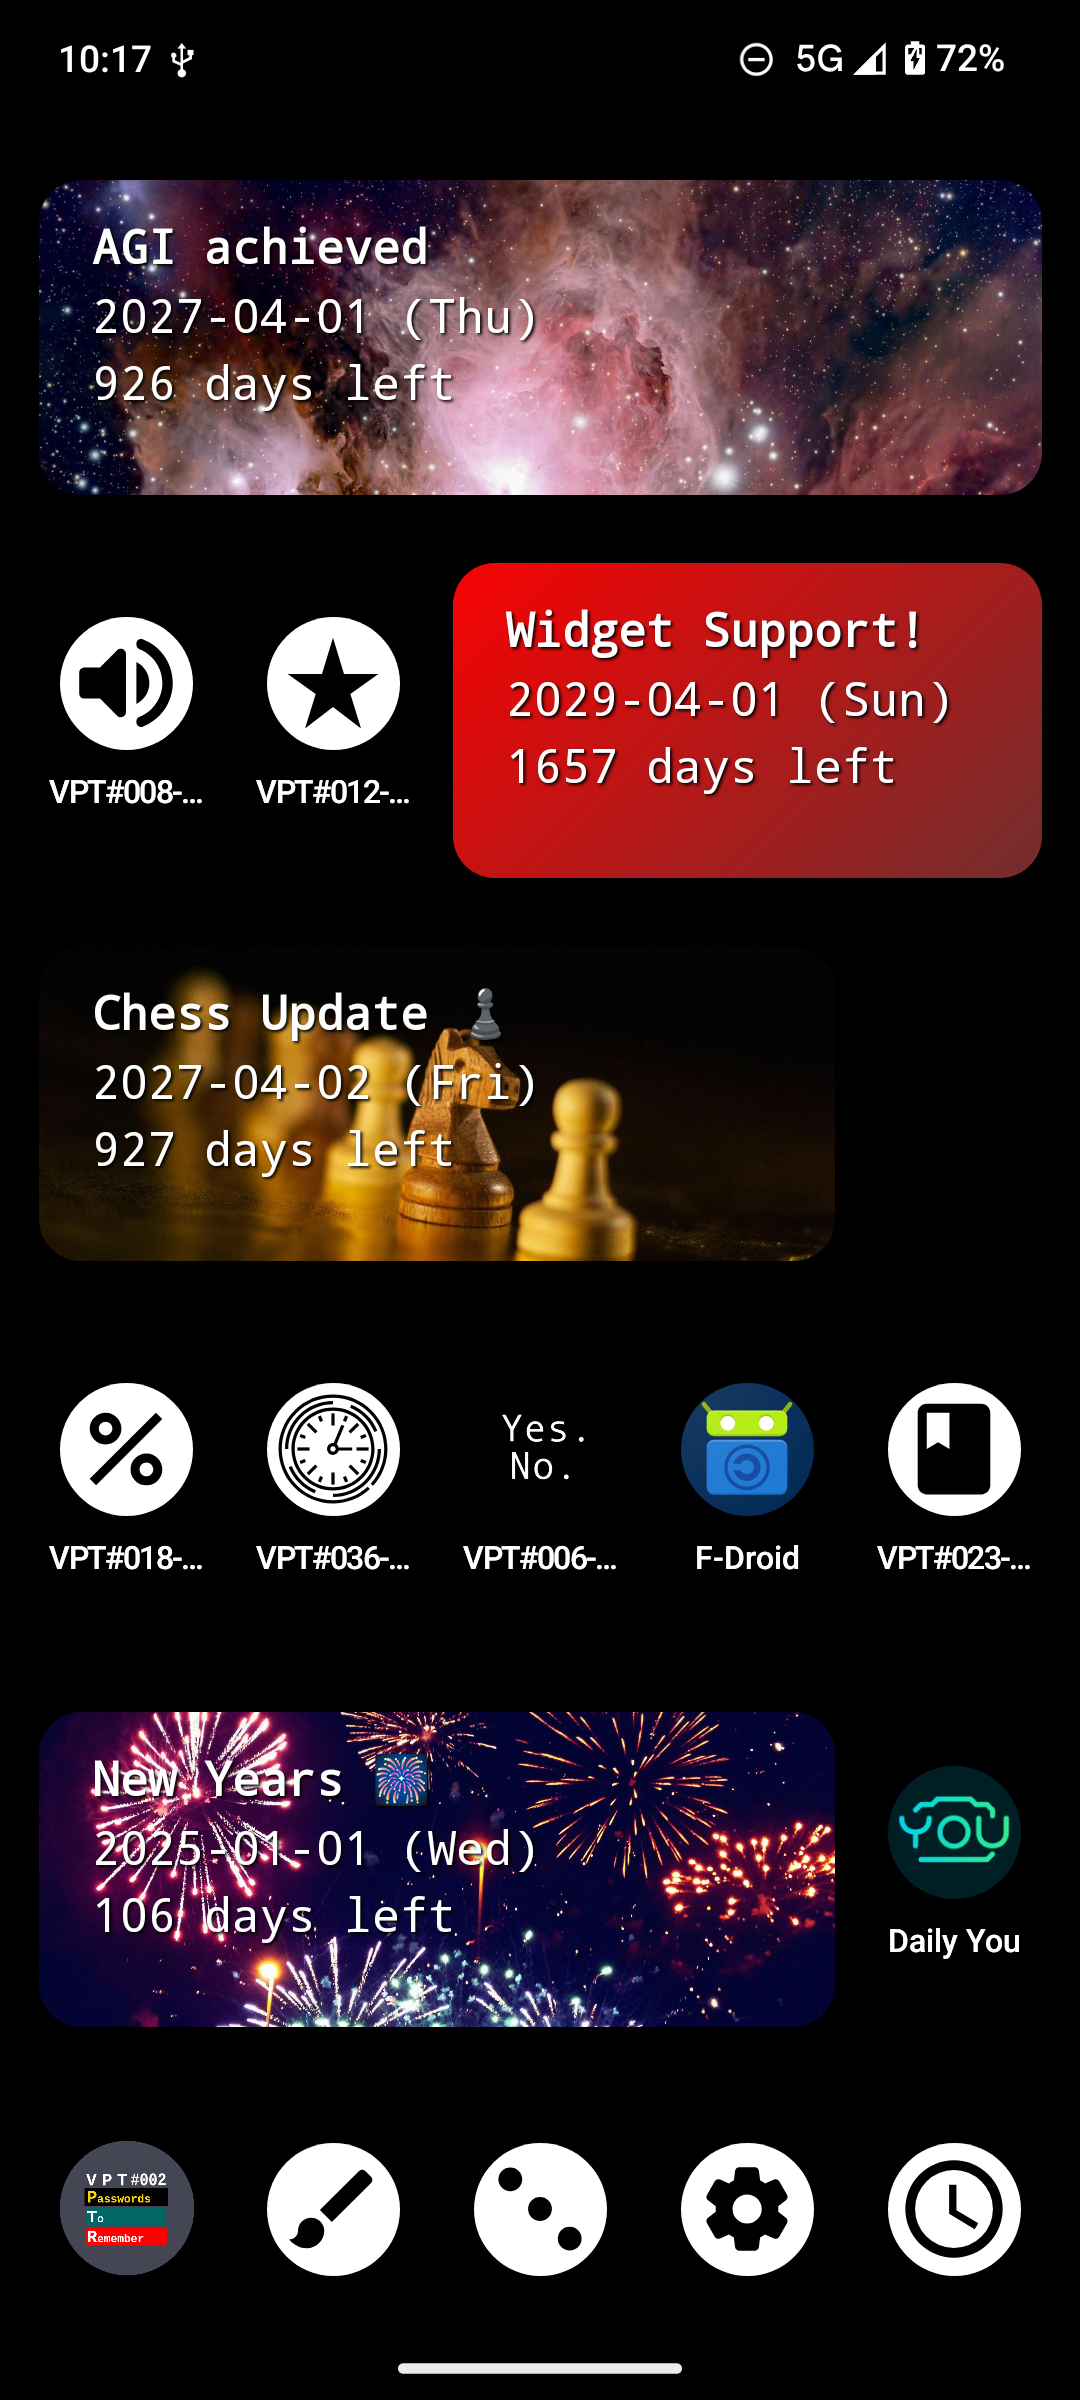 10:17
5G 72%
AGI achieved
2027-04-01 (Thu)
926 days left
Widget Support!
2029-04-01 (Sun)
1657 days left
VPT#008-...
VPT#012-...
Chess Update
2027-04-02 (Fri)
927 days left
Yes.
No.
VPT#018-...
VPT#036-...
VPT#006-...
F-Droid
VPT#023-...
New Years
2025-01-01 (Wed)
106 days left
YOU
Daily You
VPT#002
Passwords
To
Remember